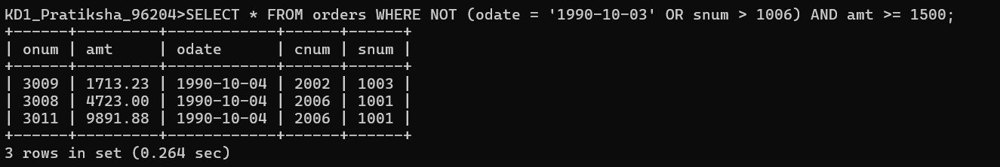 KD1_Pratiksha_96204>SELECT * FROM orders WHERE NOT (odate = '1990-10-03' OR snum > 1006) AND amt >= 1500;
+------+---------+------------+------+------+
| onum | amt     | odate      | cnum | snum |
+------+---------+------------+------+------+
| 3009 | 1713.23 | 1990-10-04 | 2002 | 1003 |
| 3008 | 4723.00 | 1990-10-04 | 2006 | 1001 |
| 3011 | 9891.88 | 1990-10-04 | 2006 | 1001 |
+------+---------+------------+------+------+
3 rows in set (0.264 sec)